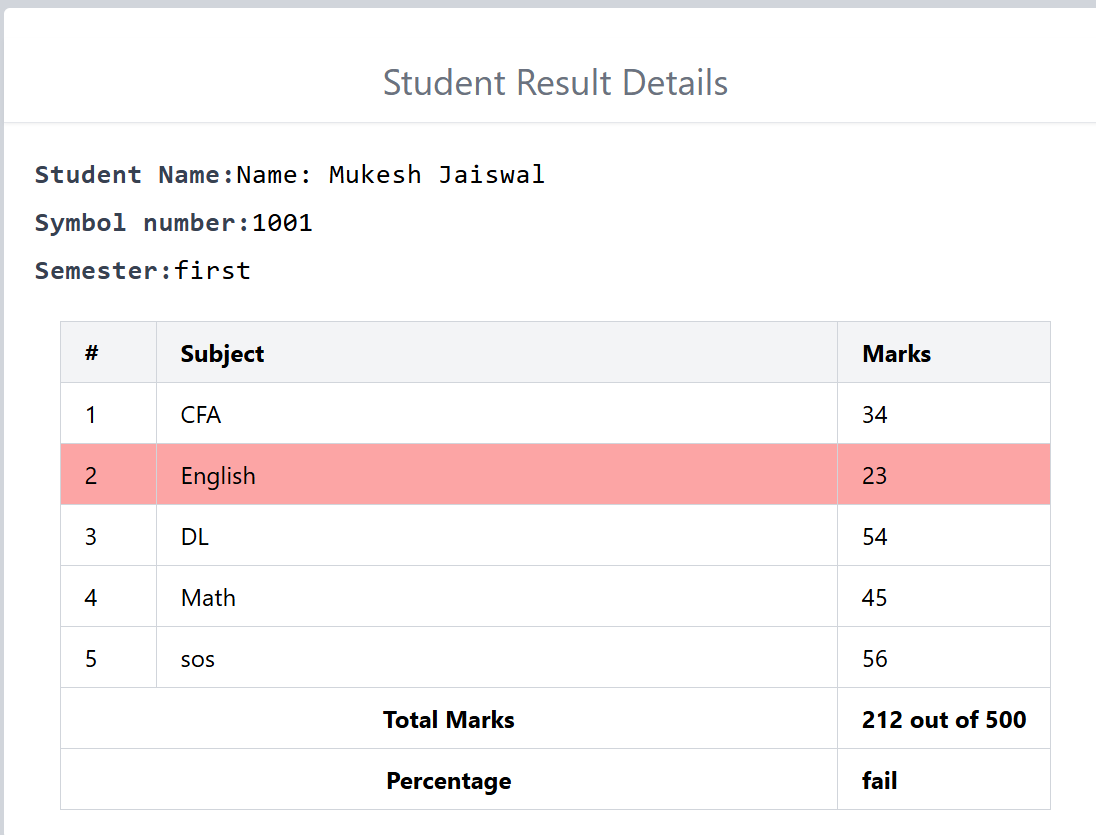 Student Result Details
Student Name:Name: Mukesh Jaiswal
Symbol number:1001
Semester:first
# Subject Marks
1 CFA 34
2 English 23
3 DL 54
4 Math 45
5 sos 56
Total Marks 212 out of 500
Percentage fail